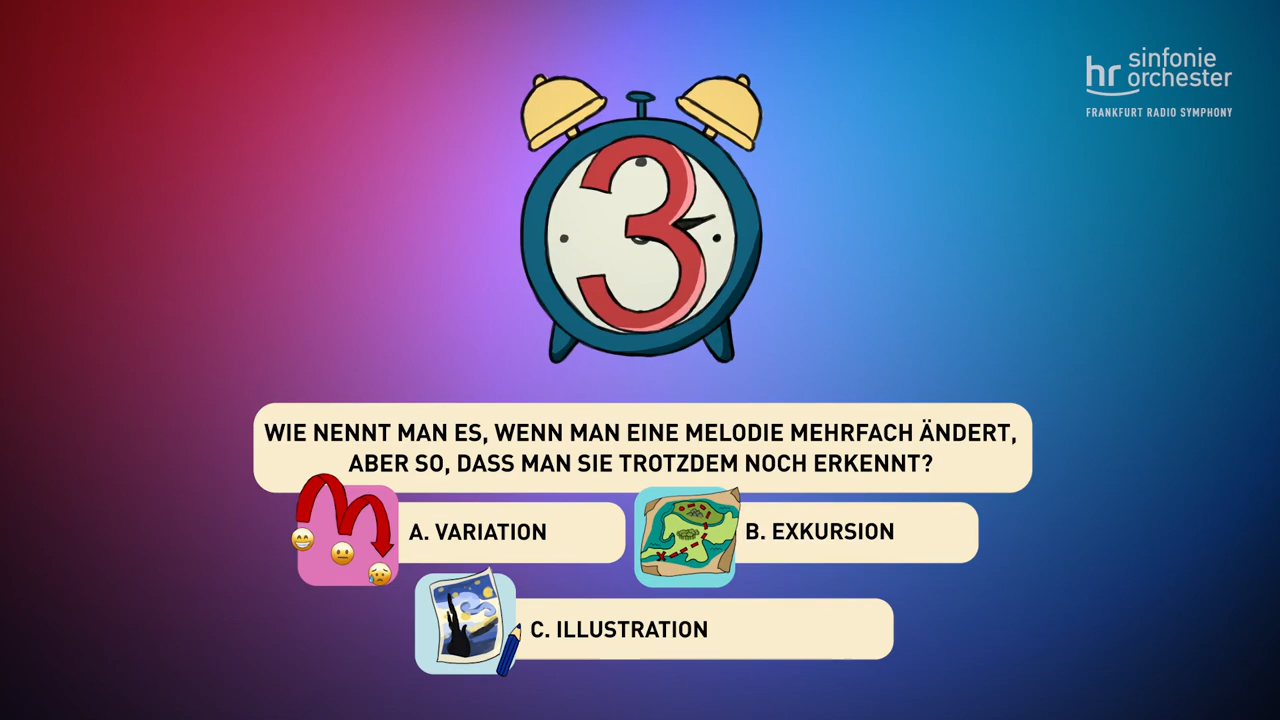 hr sinfonie
orchester
FRANKFURT RADIO SYMPHONY
3
WIE NENNT MAN ES, WENN MAN EINE MELODIE MEHRFACH ÄNDERT,
ABER SO, DASS MAN SIE TROTZDEM NOCH ERKENNT?
A. VARIATION
B. EXKURSION
C. ILLUSTRATION